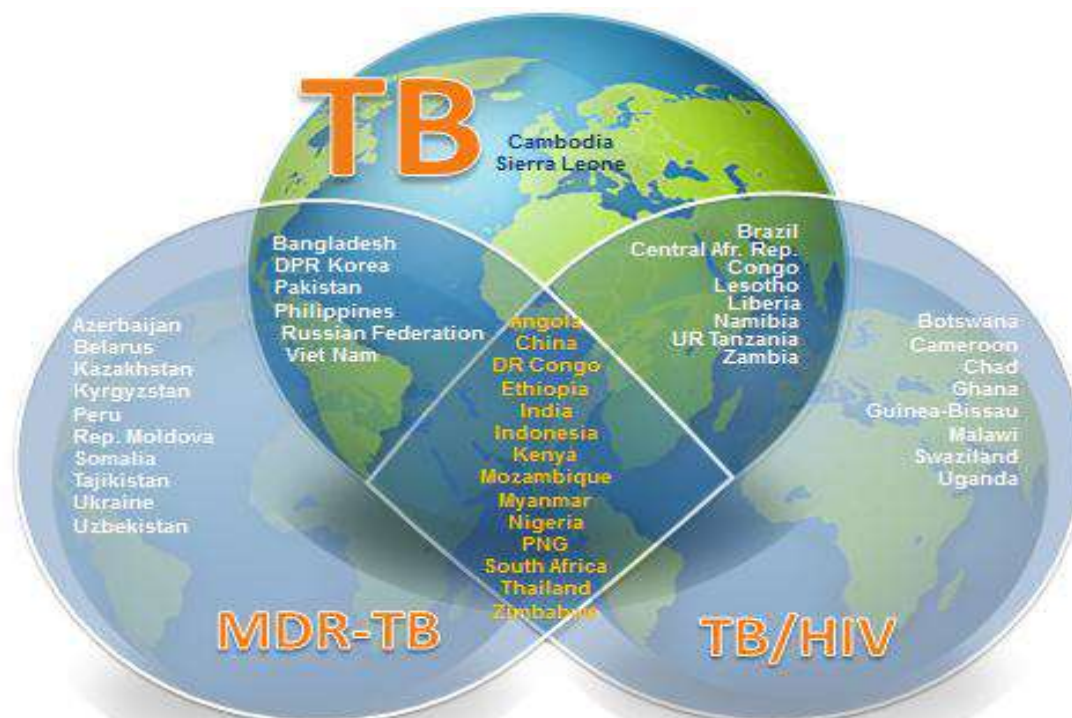 TB
Cambodia
Sierra Leone
Bangladesh
DPR Korea
Pakistan
Philippines
Russian Federation
Viet Nam
Brazil
Central Afr. Rep.
Congo
Lesotho
Liberia
Namibia
UR Tanzania
Zambia
Azerbaijan
Belarus
Kazakhstan
Kyrgyzstan
Peru
Rep. Moldova
Somalia
Tajikistan
Ukraine
Uzbekistan
Angola
China
DR Congo
Ethiopia
India
Indonesia
Kenya
Mozambique
Myanmar
Nigeria
PNG
South Africa
Thailand
Zimbabwe
Botswana
Cameroon
Chad
Ghana
Guinea-Bissau
Malawi
Swaziland
Uganda
MDR-TB
TB/HIV